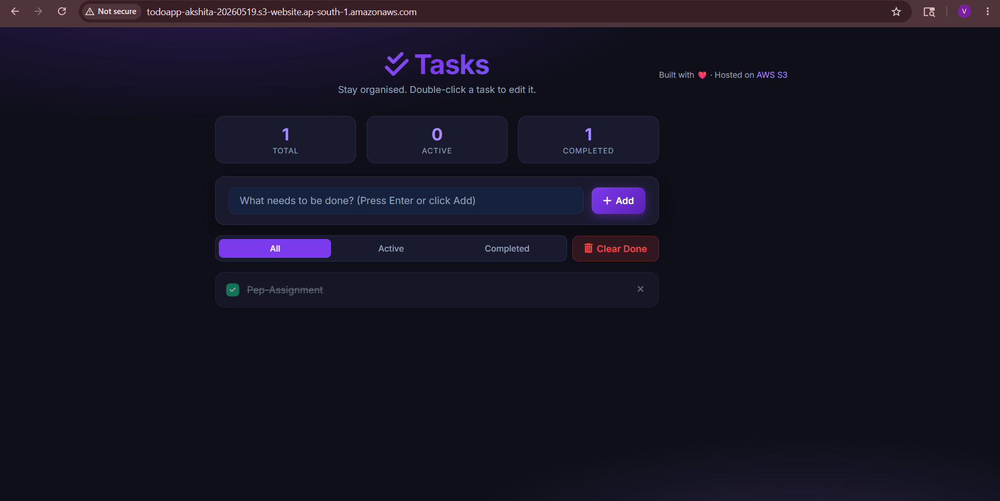 Not secure todoapp-akshita-20260519.s3-website.ap-south-1.amazonaws.com V
Tasks
Built with ❤️ · Hosted on AWS S3
Stay organised. Double-click a task to edit it.
1 0 1
TOTAL ACTIVE COMPLETED
What needs to be done? (Press Enter or click Add) + Add
All Active Completed Clear Done
Pep-Assignment